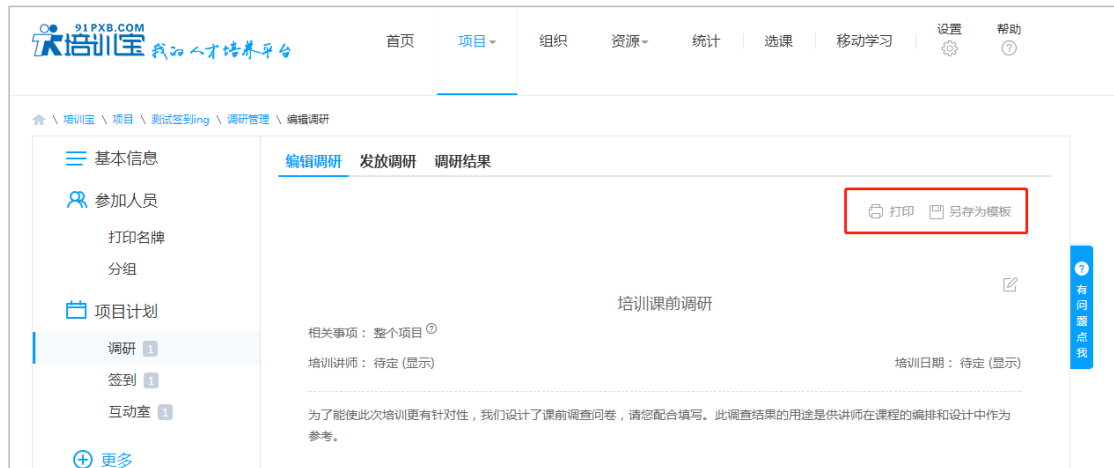 91PXB.COM
培训宝 我的人才培养平台
首页 项目 组织 资源 统计 选课 移动学习 设置 帮助
\ 培训宝 \ 项目 \ 测试签到ing \ 调研管理 \ 编辑调研
基本信息
编辑调研 发放调研 调研结果
参加人员
打印 另存为模板
打印名牌
分组
项目计划
培训课前调研
相关事项： 整个项目 ?
调研 1
培训讲师： 待定 (显示)
培训日期： 待定 (显示)
签到 1
互动室 1
为了能使此次培训更有针对性，我们设计了课前调查问卷，请您配合填写。此调查结果的用途是供讲师在课程的编排和设计中作为
参考。
更多
? 有问题点我